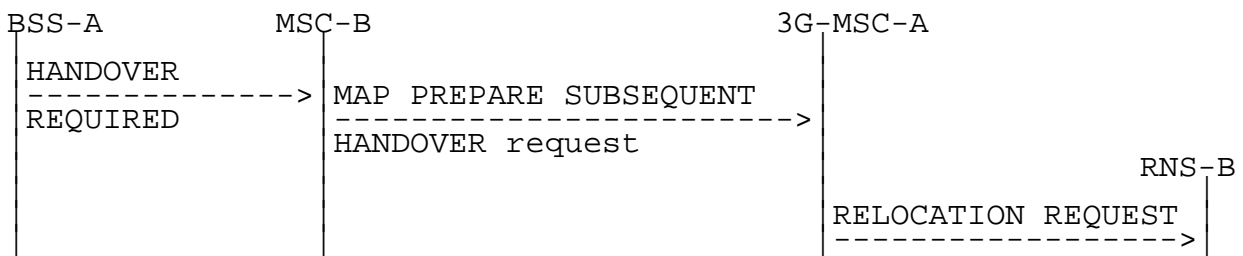 BSS-A MSC-B 3G-MSC-A
HANDOVER
REQUIRED
MAP PREPARE SUBSEQUENT
HANDOVER request
RNS-B
RELOCATION REQUEST